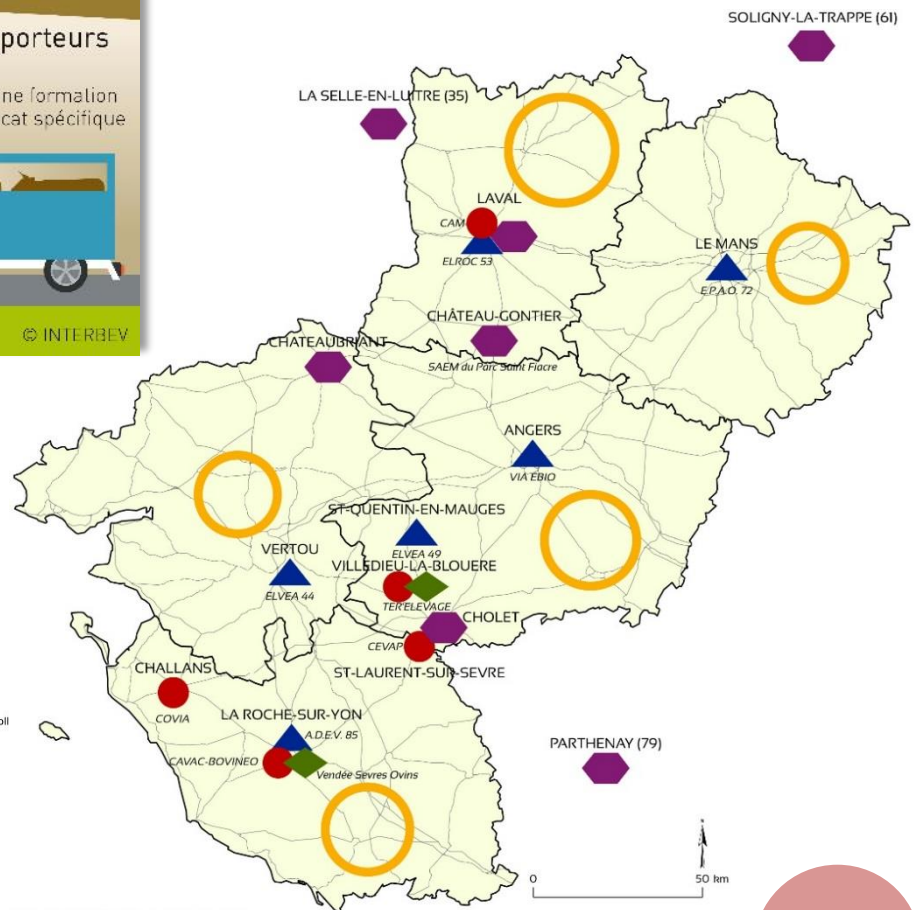 porteurs
ne formation
cat spécifique
© INTERBEV
SOLIGNY-LA-TRAPPE (61)
LA SELLE-EN-LUITRE (35)
LAVAL
CAM
ELROC 53
LE MANS
E.P.A.O. 72
CHÂTEAU-GONTIER
SAEM du Parc Saint Fiacre
CHATEAUBRIANT
ANGERS
VIA EBIO
ST-QUENTIN-EN-MAUGES
ELVEA 49
VERTOU
ELVEA 44
VILLEDIEU-LA-BLOUERE
TER'ELEVAGE
CHOLET
CEVAP
ST-LAURENT-SUR-SEVRE
CHALLANS
COVIA
LA ROCHE-SUR-YON
A.D.E.V. 85
CAVAC-BOVINEO
Vendée Sevres Ovins
PARTHENAY (79)
0 50 km